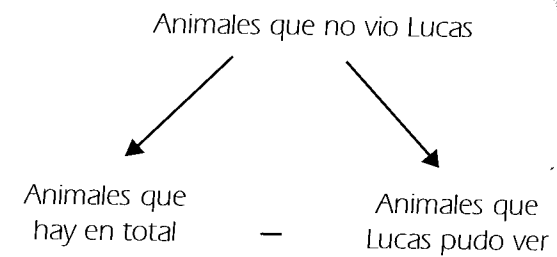 Animales que no vio Lucas
Animales que
hay en total
–
Animales que
Lucas pudo ver